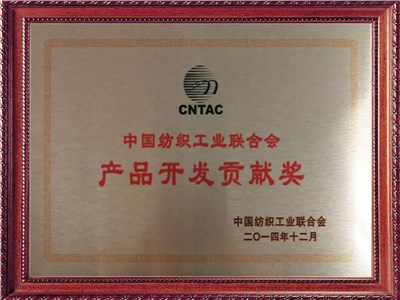 CNTAC
中国纺织工业联合会
产品开发贡献奖
中国纺织工业联合会
二〇一四年十二月